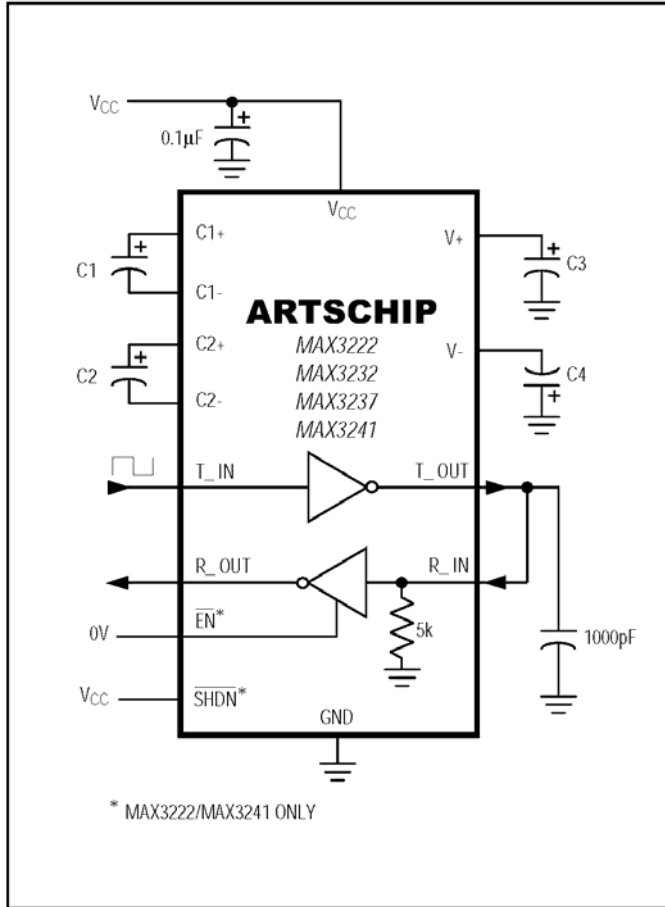 VCC
+
0.1µF
VCC
C1+
+
C1
C1-
V+
+
C3
ARTSCHIP
C2+
+
C2
C2-
MAX3222
MAX3232
MAX3237
MAX3241
V-
C4
+
T_IN
T_OUT
R_OUT
R_IN
0V
EN*
5k
1000pF
VCC
SHDN*
GND
* MAX3222/MAX3241 ONLY